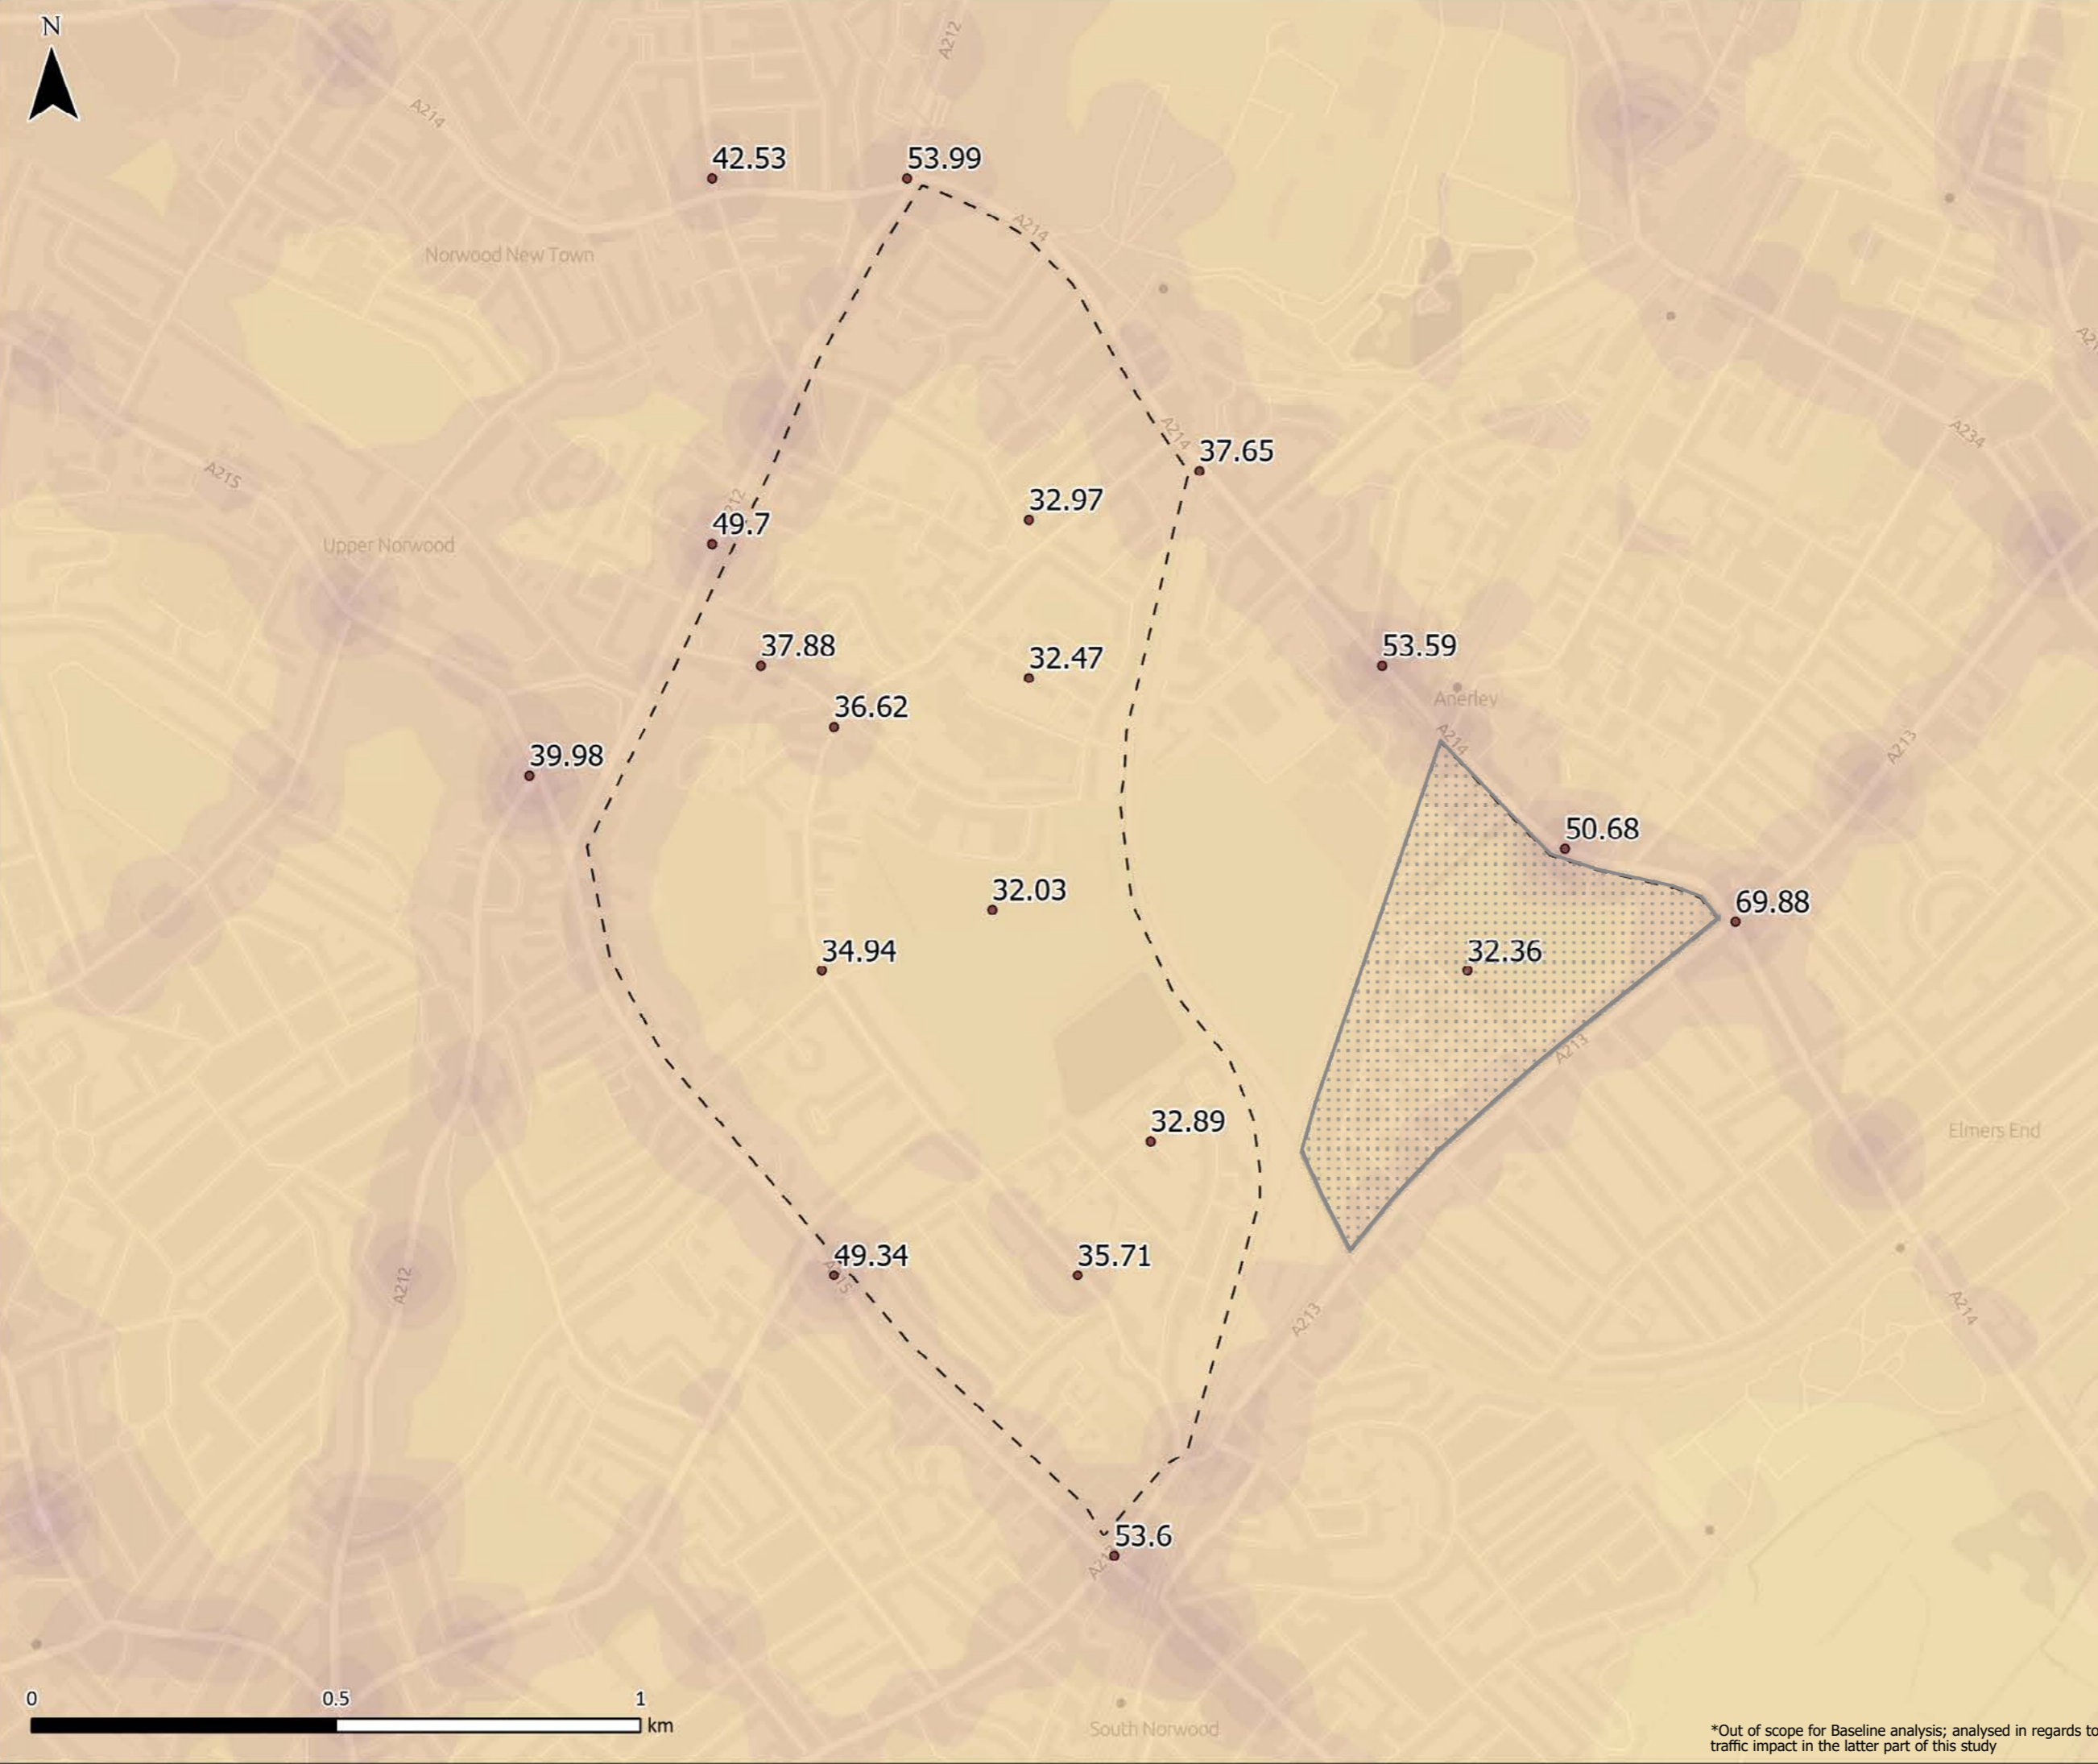 N
A212
A214
42.53
53.99
A214
Norwood New Town
A214
37.65
A234
A215
32.97
49.7
Upper Norwood
37.88
32.47
53.59
36.62
Anerley
A214
39.98
A213
50.68
32.03
69.88
34.94
32.36
A213
32.89
Elmers End
49.34
35.71
A212
A213
A214
53.6
0
0.5
1
km
South Norwood
*Out of scope for Baseline analysis; analysed in regards to
traffic impact in the latter part of this study